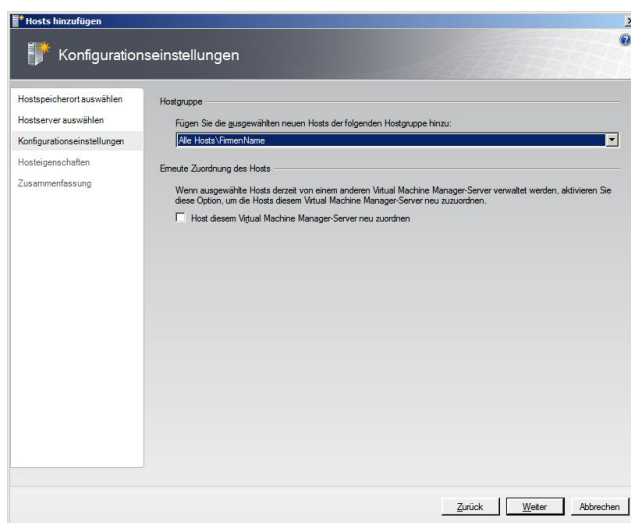 Hosts hinzufügen
Konfigurationseinstellungen
Hostspeicherort auswählen
Hostserver auswählen
Konfigurationseinstellungen
Hosteigenschaften
Zusammenfassung
Hostgruppe
Fügen Sie die ausgewählten neuen Hosts der folgenden Hostgruppe hinzu:
Alle Hosts\FirmenName
Erneute Zuordnung des Hosts
Wenn ausgewählte Hosts derzeit von einem anderen Virtual Machine Manager-Server verwaltet werden, aktivieren Sie
diese Option, um die Hosts diesem Virtual Machine Manager-Server neu zuzuordnen.
Host diesem Virtual Machine Manager-Server neu zuordnen
Zurück
Weiter
Abbrechen